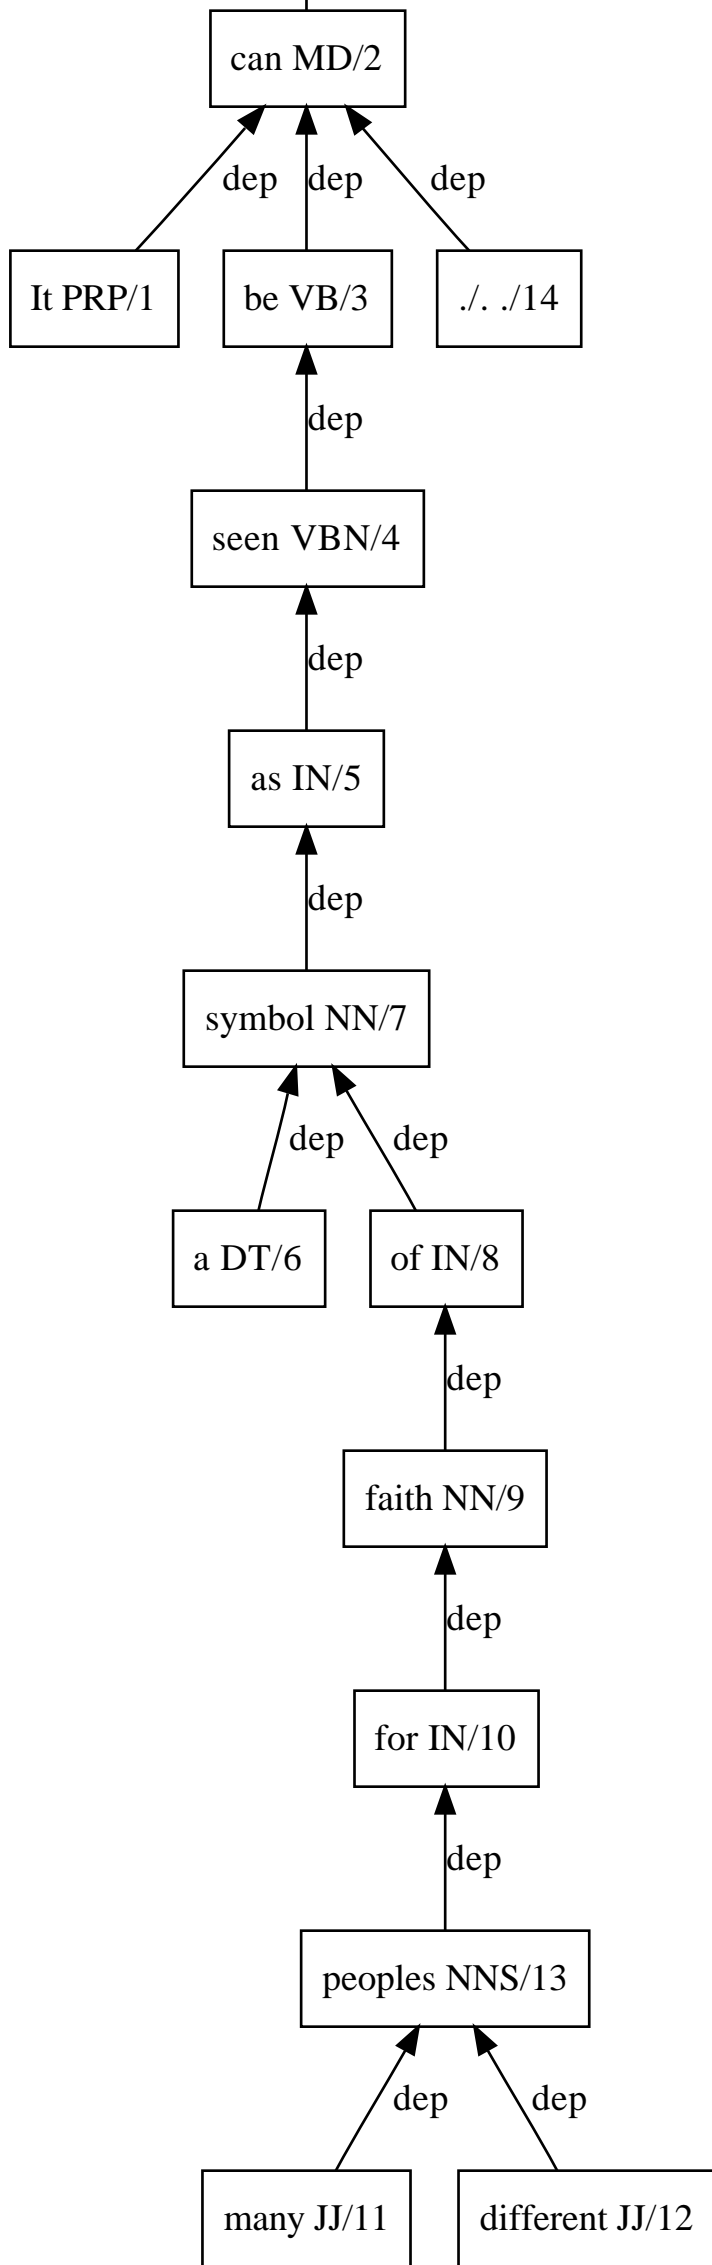 can MD/2
dep dep dep
It PRP/1 be VB/3 ./. ./14
dep
seen VBN/4
dep
as IN/5
dep
symbol NN/7
dep dep
a DT/6 of IN/8
dep
faith NN/9
dep
for IN/10
dep
peoples NNS/13
dep dep
many JJ/11 different JJ/12